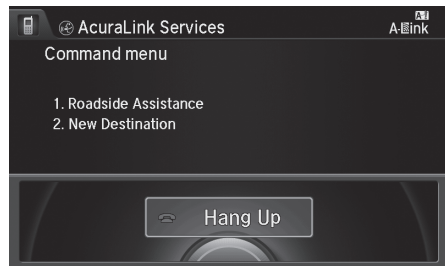 AcuraLink Services
Command menu
1. Roadside Assistance
2. New Destination
Hang Up